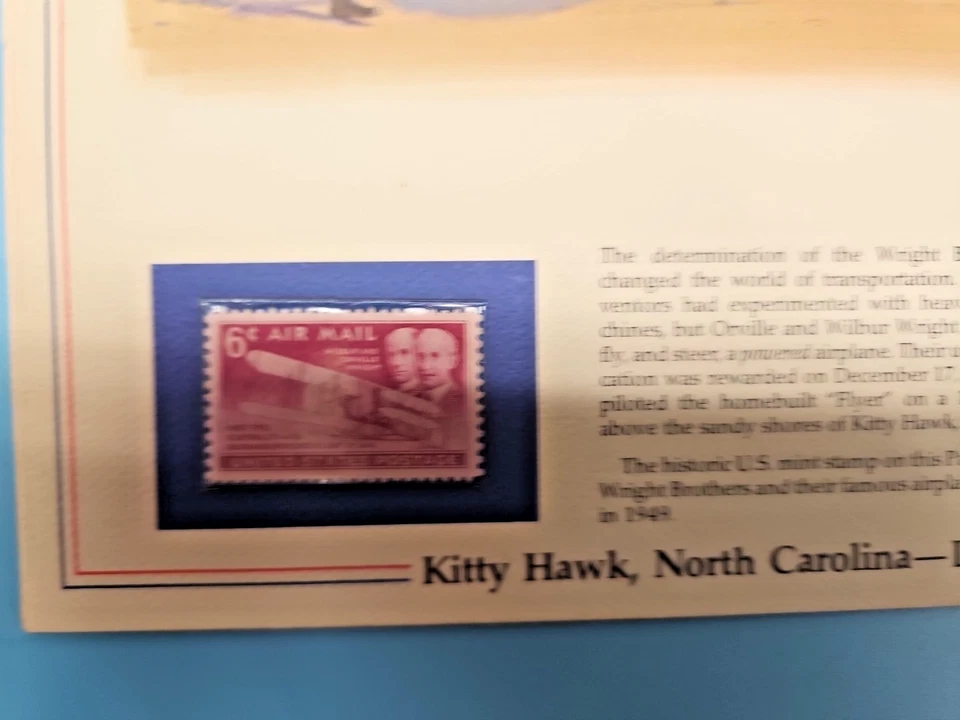 6¢ AIR MAIL
UNITED STATES POSTAGE
The determination of the Wright
changed the world of transportation.
ventors had experimented with
chines, but Orville and Wilbur Wright
fly, and steer, a powered airplane. Their
cation was rewarded on December 17,
piloted the homebuilt "Flyer" on a
above the sandy shores of Kitty Hawk,
The historic U.S. mint stamp on this
Wright Brothers and their famous
in 1949.
Kitty Hawk, North Carolina—